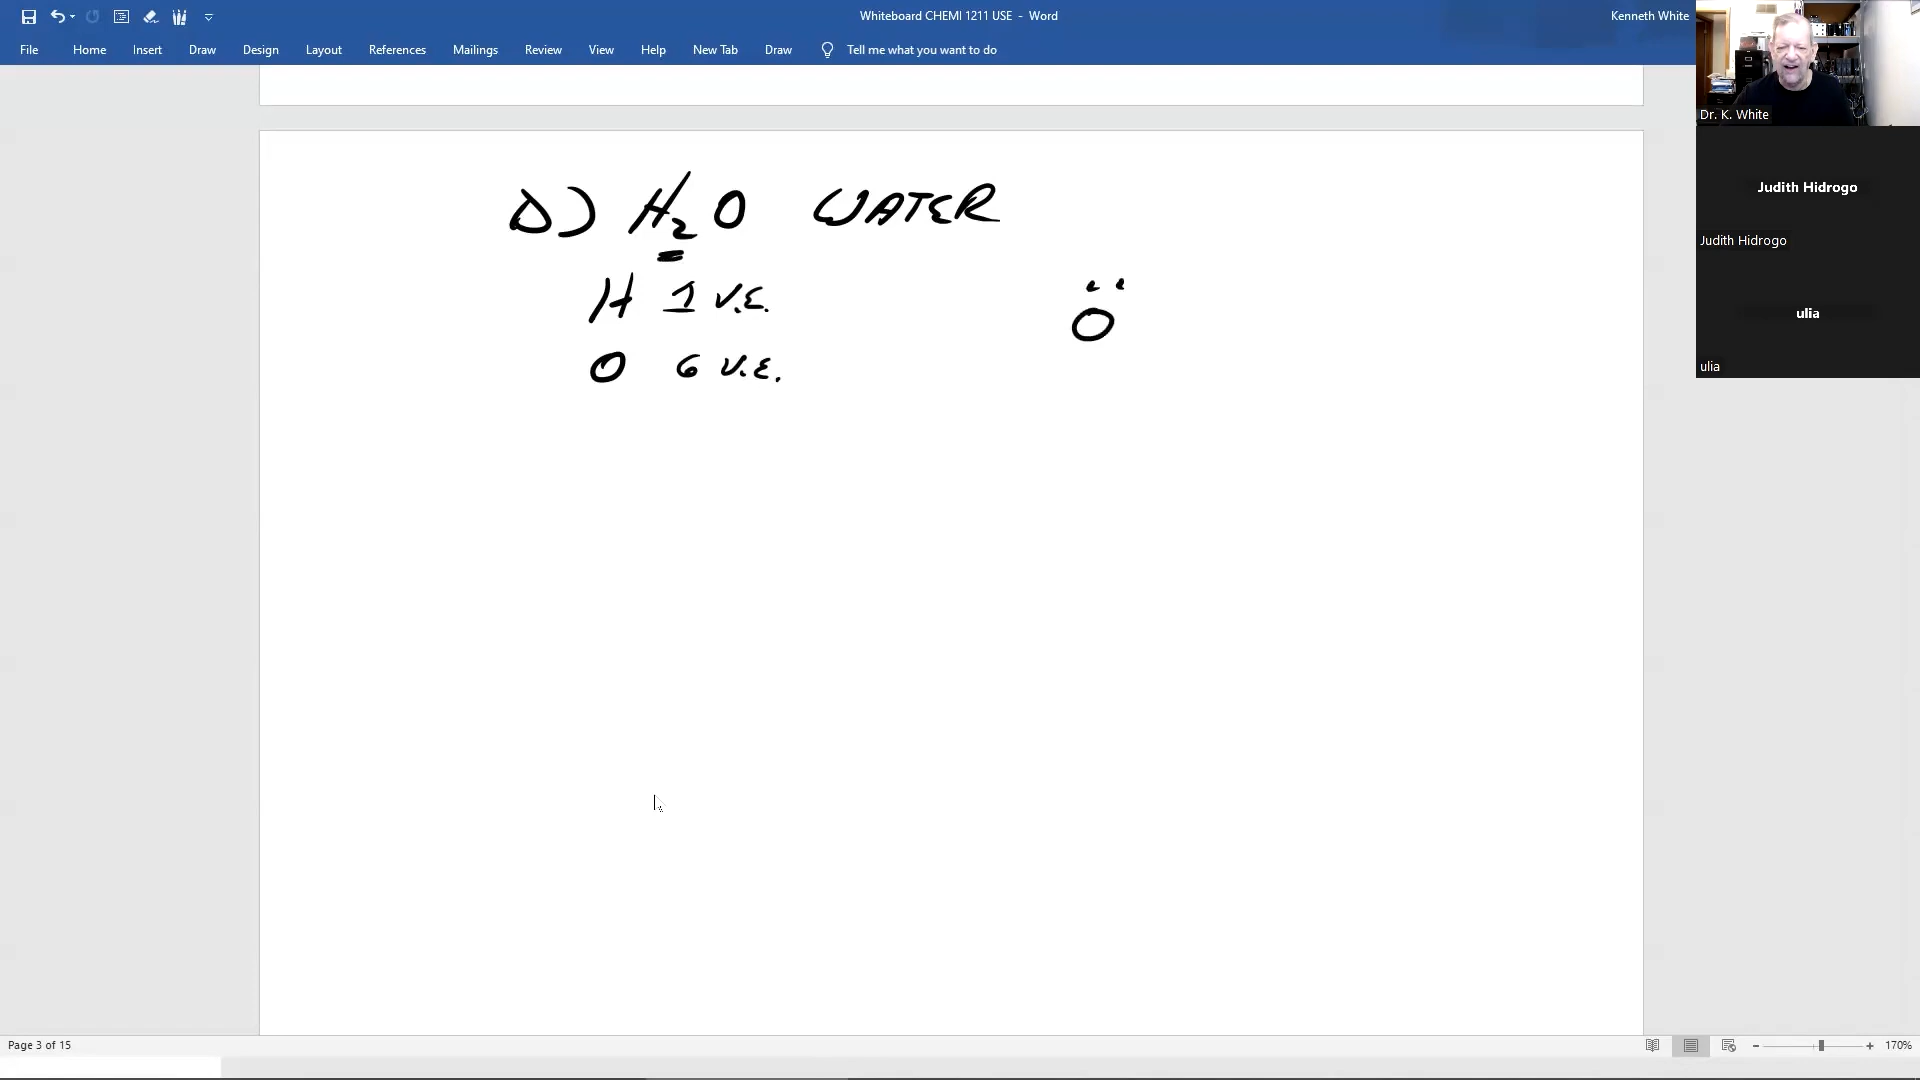 Whiteboard CHEMI 1211 USE - Word
Kenneth White
File Home Insert Draw Design Layout References Mailings Review View Help New Tab Draw Tell me what you want to do
Dr. K. White
Judith Hidrogo
Judith Hidrogo
ulia
ulia
D) H₂O WATER
H 1 V.E.
O 6 V.E.
O
Page 3 of 15
170%